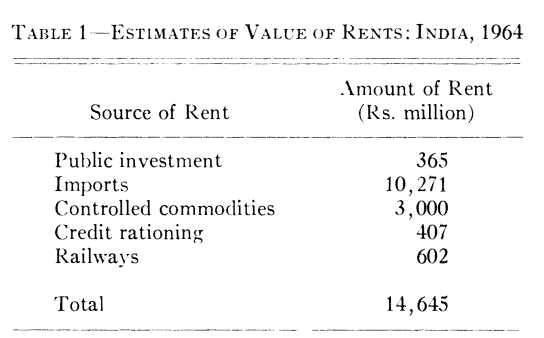 TABLE 1—ESTIMATES OF VALUE OF RENTS: INDIA, 1964
Source of Rent Amount of Rent (Rs. million)
Public investment 365
Imports 10,271
Controlled commodities 3,000
Credit rationing 407
Railways 602
Total 14,645